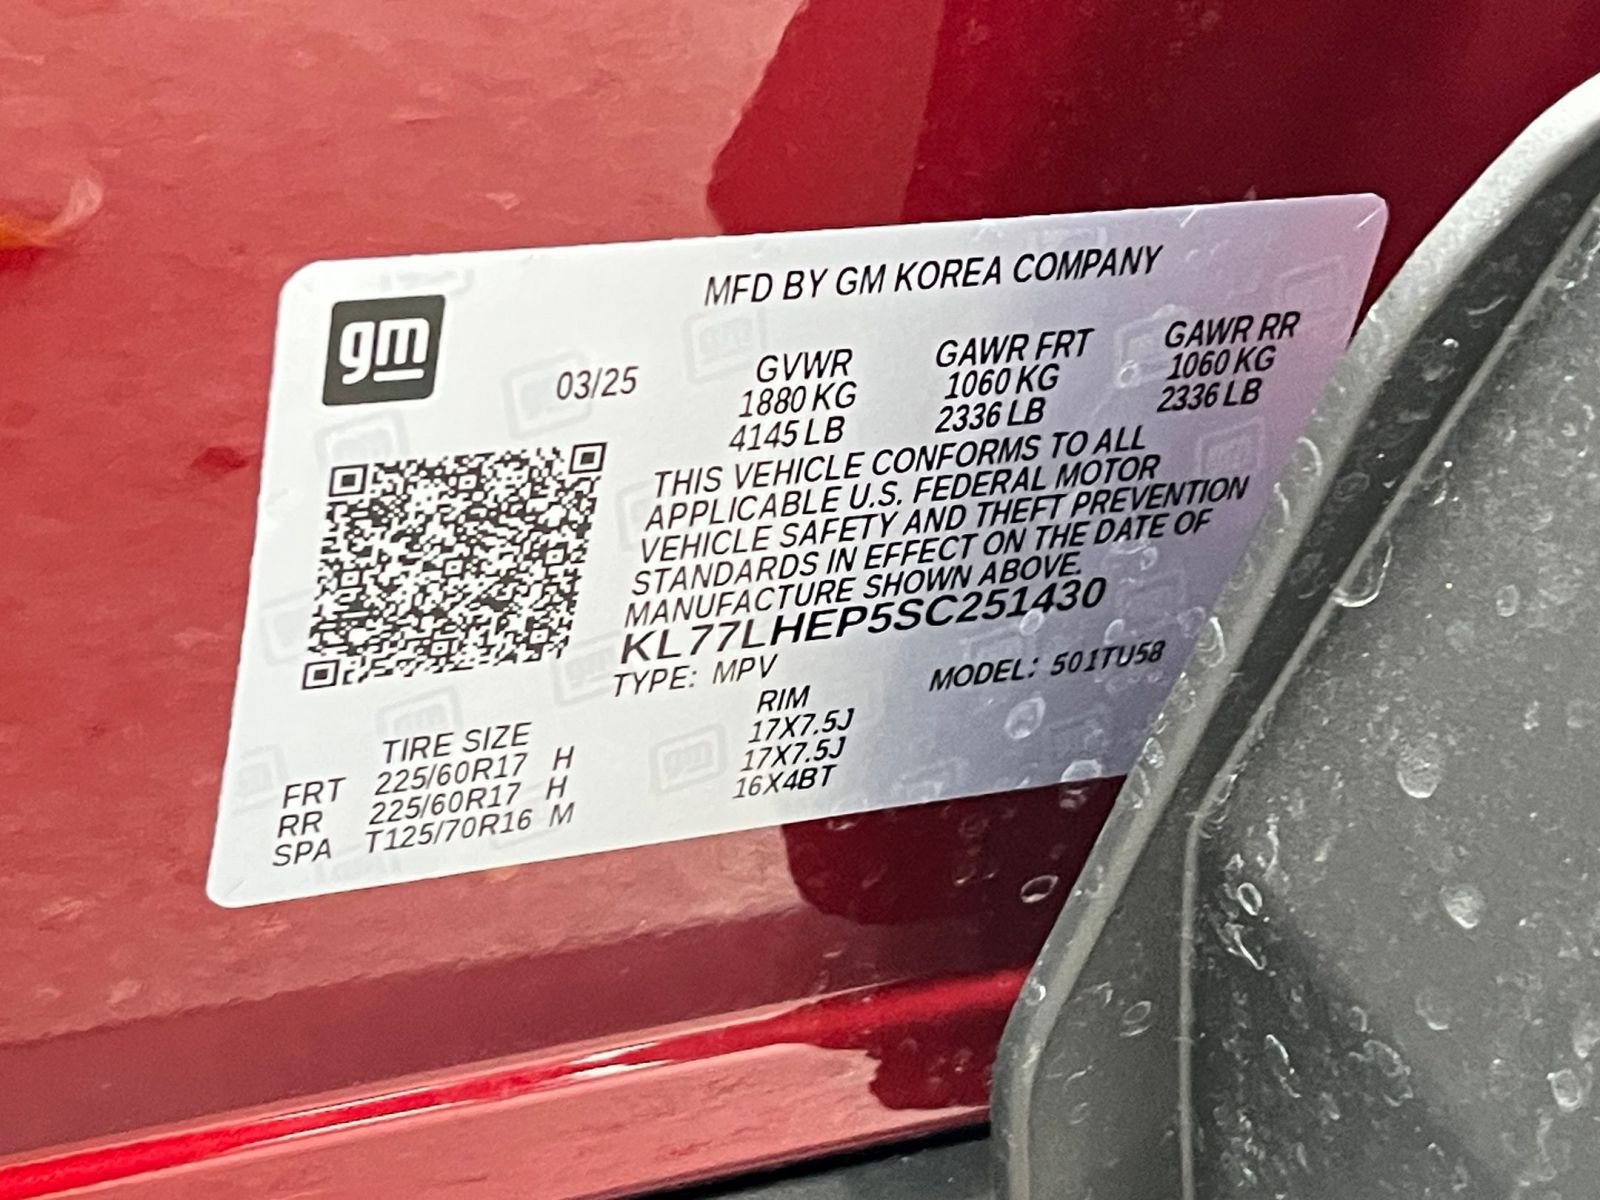 gm
MFD BY GM KOREA COMPANY
03/25
GVWR GAWR FRT GAWR RR
1880 KG 1060 KG 1060 KG
4145 LB 2336 LB 2336 LB
THIS VEHICLE CONFORMS TO ALL
APPLICABLE U.S. FEDERAL MOTOR
VEHICLE SAFETY AND THEFT PREVENTION
STANDARDS IN EFFECT ON THE DATE OF
MANUFACTURE SHOWN ABOVE.
KL77LHEP5SC251430
TYPE: MPV MODEL: 501TU58
TIRE SIZE RIM
FRT 225/60R17 H 17X7.5J
RR 225/60R17 H 17X7.5J
SPA T125/70R16 M 16X4BT